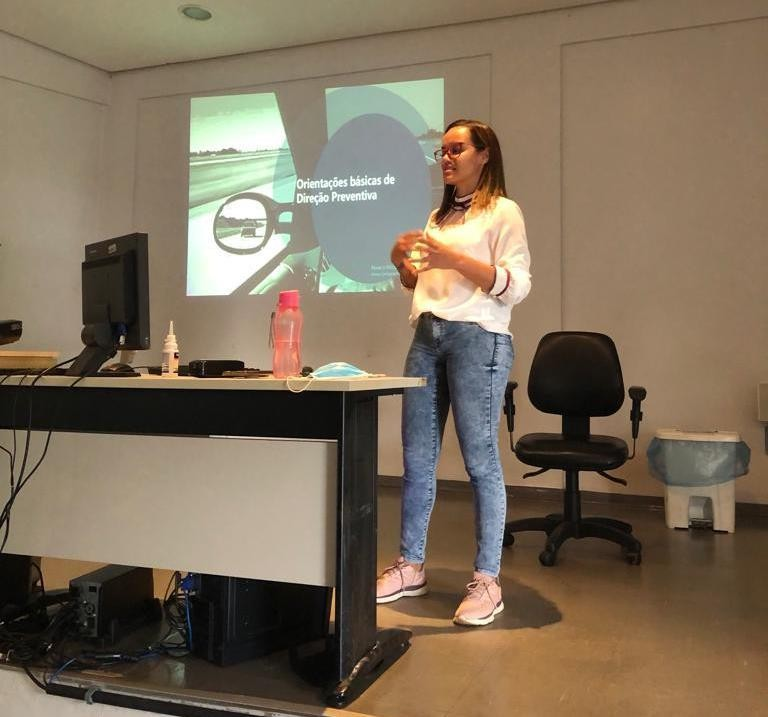 Orientações básicas de
Direção Preventiva